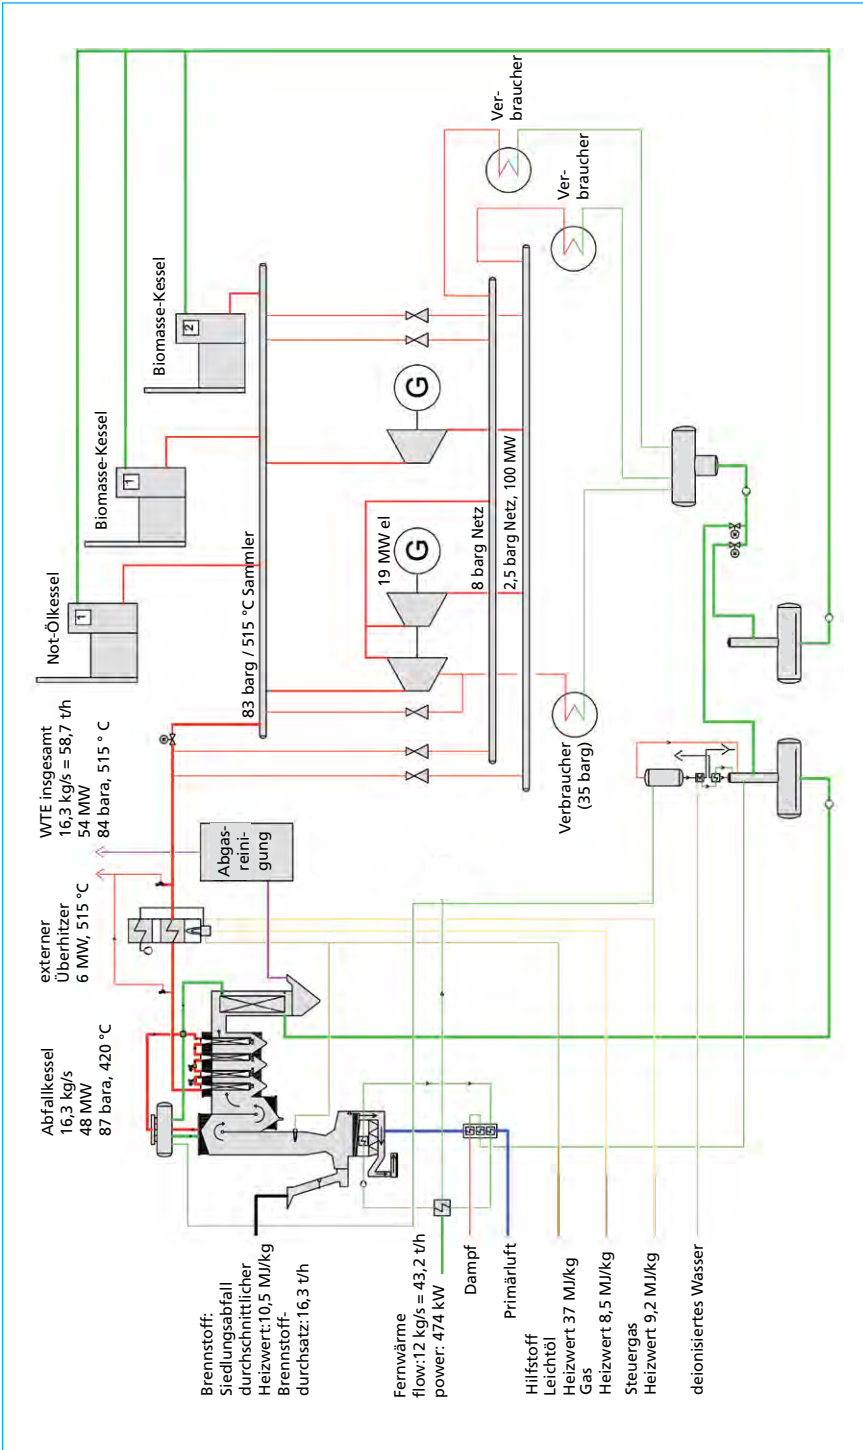 Brennstoff:
Siedlungsabfall
durchschnittlicher
Heizwert:10,5 MJ/kg
Brennstoff-
durchsatz:16,3 t/h
Abfallkessel
16,3 kg/s
48 MW
87 bara, 420 °C
externer
Überhitzer
6 MW, 515 °C
WTE insgesamt
16,3 kg/s = 58,7 t/h
54 MW
84 bara, 515 ° C
Not-Ölkessel
1
Biomasse-Kessel
1
Biomasse-Kessel
2
Abgas-
reini-
gung
83 barg / 515 °C Sammler
19 MW el
G
G
8 barg Netz
2,5 barg Netz, 100 MW
Ver-
braucher
Ver-
braucher
Verbraucher
(35 barg)
Fernwärme
flow:12 kg/s = 43,2 t/h
power: 474 kW
Dampf
Primärluft
Hilfstoff
Leichtöl
Heizwert 37 MJ/kg
Gas
Heizwert 8,5 MJ/kg
Steuergas
Heizwert 9,2 MJ/kg
deionisiertes Wasser